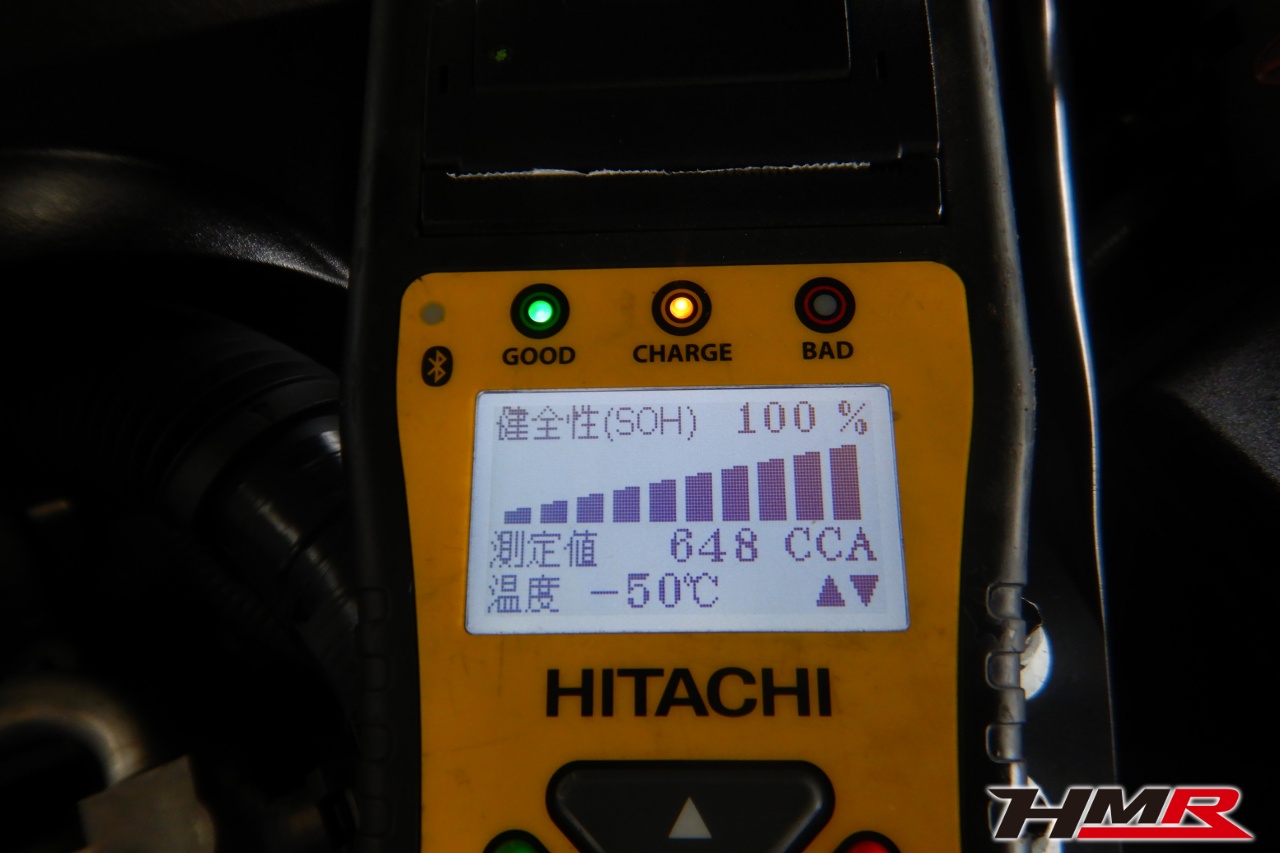 GOOD CHARGE BAD
健全性(SOH) 100 %
測定値 648 CCA
温度 -50℃ ▲▼
HITACHI
HMR